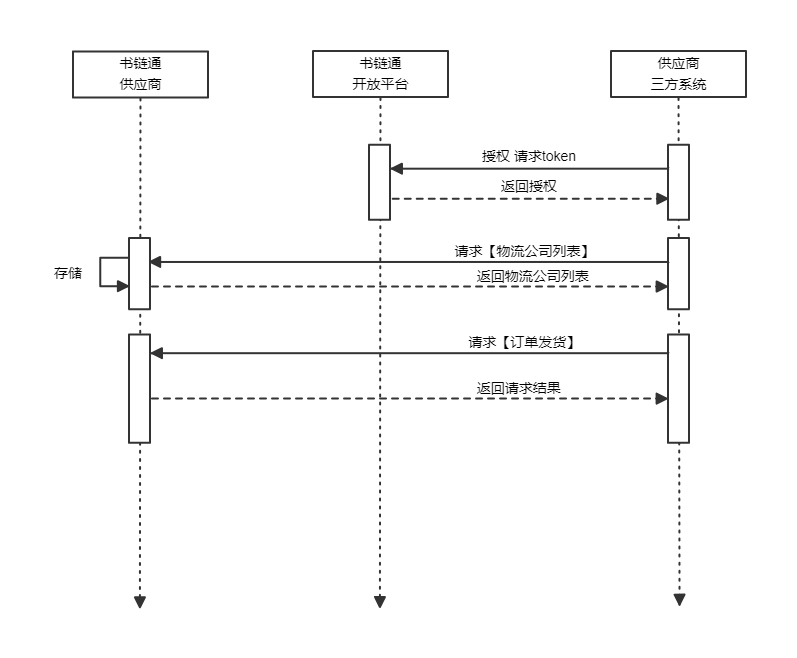 书链通
供应商
书链通
开放平台
供应商
三方系统
授权 请求token
返回授权
请求【物流公司列表】
存储
返回物流公司列表
请求【订单发货】
返回请求结果